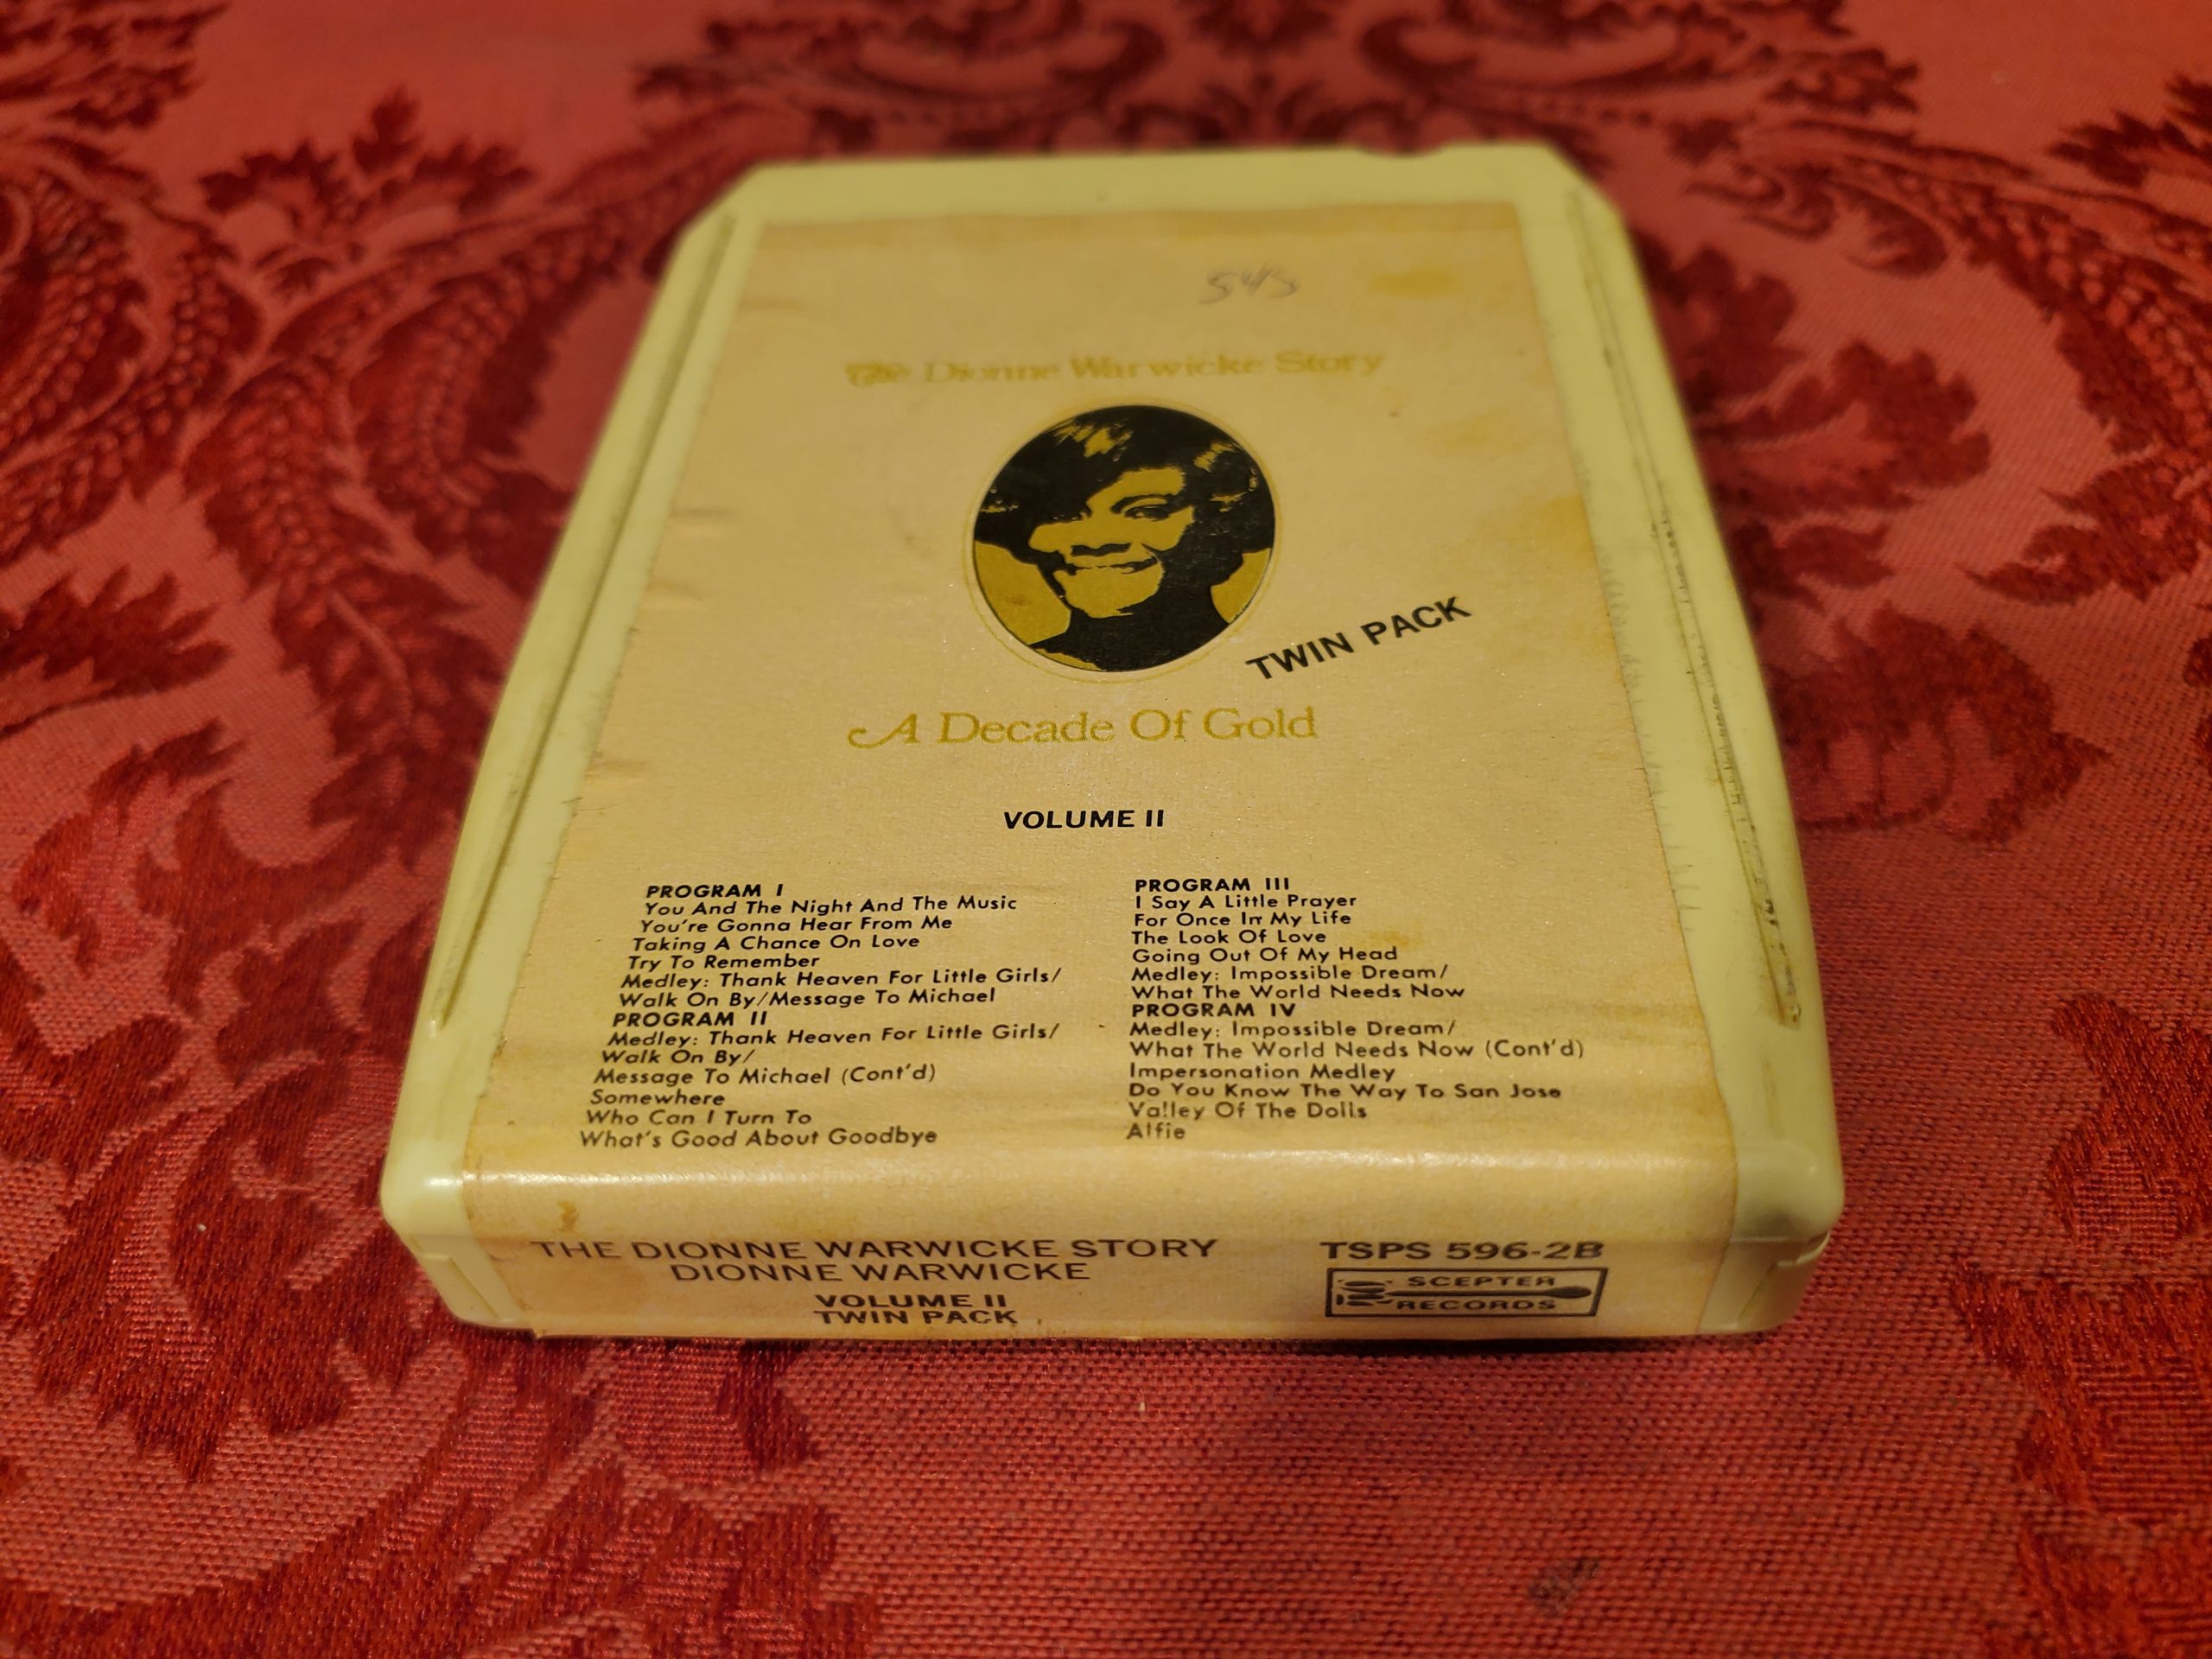 545
The Dionne Warwicke Story
TWIN PACK
A Decade Of Gold
VOLUME II
PROGRAM I
You And The Night And The Music
You're Gonna Hear From Me
Taking A Chance On Love
Try To Remember
Medley: Thank Heaven For Little Girls/
Walk On By/Message To Michael
PROGRAM II
Medley: Thank Heaven For Little Girls/
Walk On By/
Message To Michael (Cont'd)
Somewhere
Who Can I Turn To
What's Good About Goodbye
PROGRAM III
I Say A Little Prayer
For Once In My Life
The Look Of Love
Going Out Of My Head
Medley: Impossible Dream/
What The World Needs Now
PROGRAM IV
Medley: Impossible Dream/
What The World Needs Now (Cont'd)
Impersonation Medley
Do You Know The Way To San Jose
Valley Of The Dolls
Alfie
THE DIONNE WARWICKE STORY
DIONNE WARWICKE
VOLUME II
TWIN PACK
TSPS 596-2B
SCEPTER
RECORDS